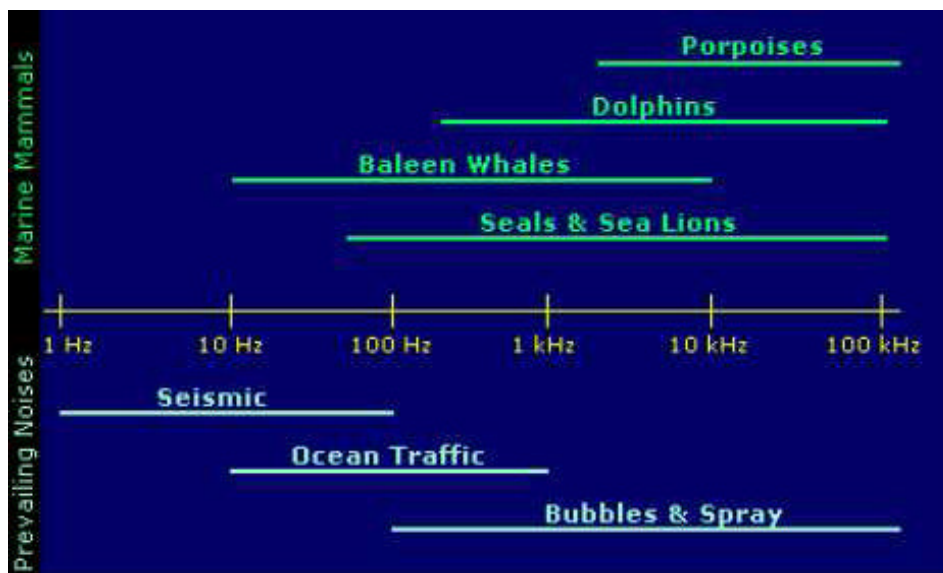 Marine Mammals
Porpoises
Dolphins
Baleen Whales
Seals & Sea Lions
1 Hz 10 Hz 100 Hz 1 kHz 10 kHz 100 kHz
Prevailing Noises
Seismic
Ocean Traffic
Bubbles & Spray